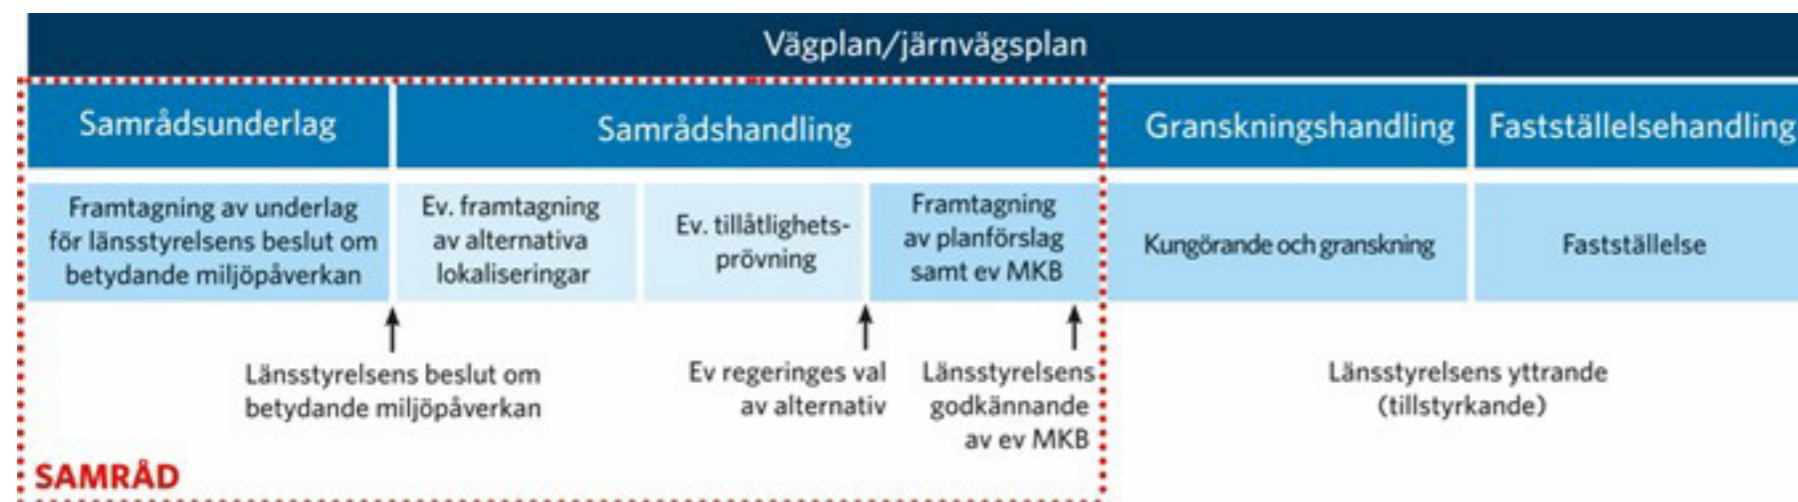 Vägplan/järnvägsplan
Samrådsunderlag
Samrådshandling
Granskningshandling
Fastställelsehandling
Framtagning av underlag
för länsstyrelsens beslut om
betydande miljöpåverkan
Ev. framtagning
av alternativa
lokaliseringar
Ev. tillåtlighets-
prövning
Framtagning
av planförslag
samt ev MKB
Kungörande och granskning
Fastställelse
Länsstyrelsens beslut om
betydande miljöpåverkan
Ev regeringes val
av alternativ
Länsstyrelsens
godkännande
av ev MKB
Länsstyrelsens yttrande
(tillstyrkande)
SAMRÅD